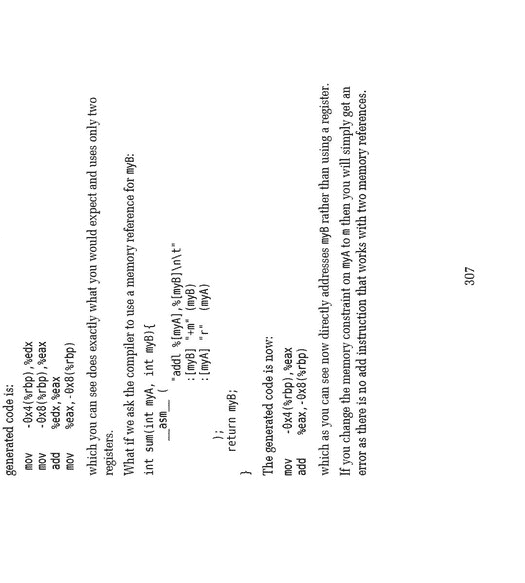 generated code is:
mov -0x4(%rbp),%edx
mov -0x8(%rbp),%eax
add %edx,%eax
mov %eax,-0x8(%rbp)
which you can see does exactly what you would expect and uses only two
registers.
What if we ask the compiler to use a memory reference for myB:
int sum(int myA, int myB){
__asm__ (
"addl %[myA],%[myB]\n\t"
:[myB] "+m" (myB)
:[myA] "r" (myA)
);
return myB;
}
The generated code is now:
mov -0x4(%rbp),%eax
add %eax,-0x8(%rbp)
which as you can see now directly addresses myB rather than using a register.
If you change the memory constraint on myA to m then you will simply get an
error as there is no add instruction that works with two memory references.
307